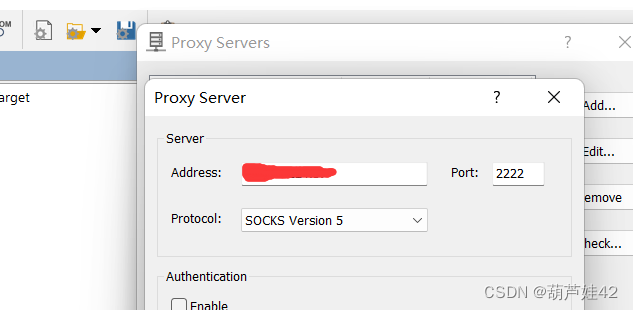 OM
Proxy Servers
?
arget
Proxy Server
?
Add...
Server
Address:
Port: 2222
Edit...
emove
Protocol: SOCKS Version 5
heck...
Authentication
Enable
CSDN @葫芦娃42